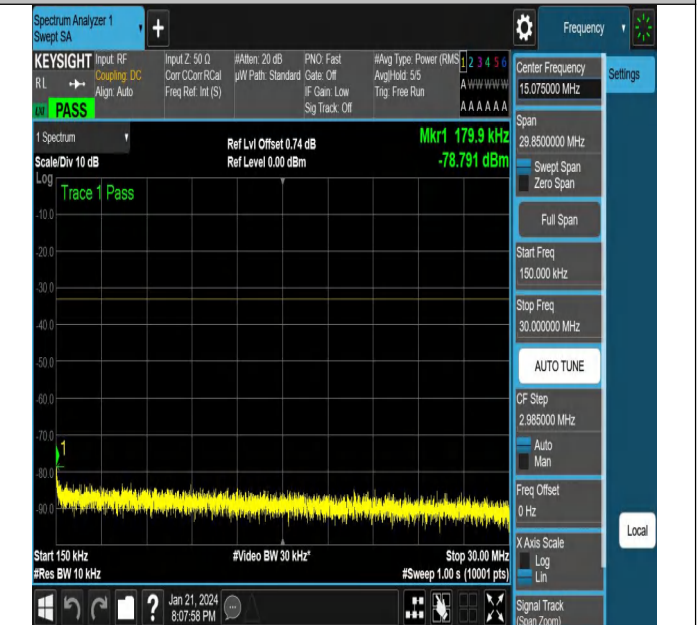 Spectrum Analyzer 1
Swept SA
+
Frequency
KEYSIGHT
RL
PASS
Input: RF
Coupling: DC
Align: Auto
Input Z: 50 Ω
Corr CCorr RCal
Freq Ref: Int (S)
#Atten: 20 dB
µW Path: Standard
PNO: Fast
Gate: Off
IF Gain: Low
Sig Track: Off
#Avg Type: Power (RMS
Avg|Hold: 5/5
Trig: Free Run
1 2 3 4 5 6
A W W W W W
A A A A A A
1 Spectrum
Scale/Div 10 dB
Log
Ref Lvl Offset 0.74 dB
Ref Level 0.00 dBm
Mkr1 179.9 kHz
-78.791 dBm
Trace 1 Pass
-10.0
-20.0
-40.0
-50.0
-60.0
-70.0
1
-80.0
-90.0
Start 150 kHz
#Res BW 10 kHz
#Video BW 30 kHz*
Stop 30.00 MHz
#Sweep 1.00 s (10001 pts)
Jan 21, 2024
8:07:58 PM
?
Center Frequency
15.075000 MHz
Settings
Span
29.8500000 MHz
Swept Span
Zero Span
Full Span
Start Freq
150.000 kHz
Stop Freq
30.000000 MHz
AUTO TUNE
CF Step
2.985000 MHz
Auto
Man
Freq Offset
0 Hz
X Axis Scale
Log
Lin
Local
Signal Track
(Span Zoom)